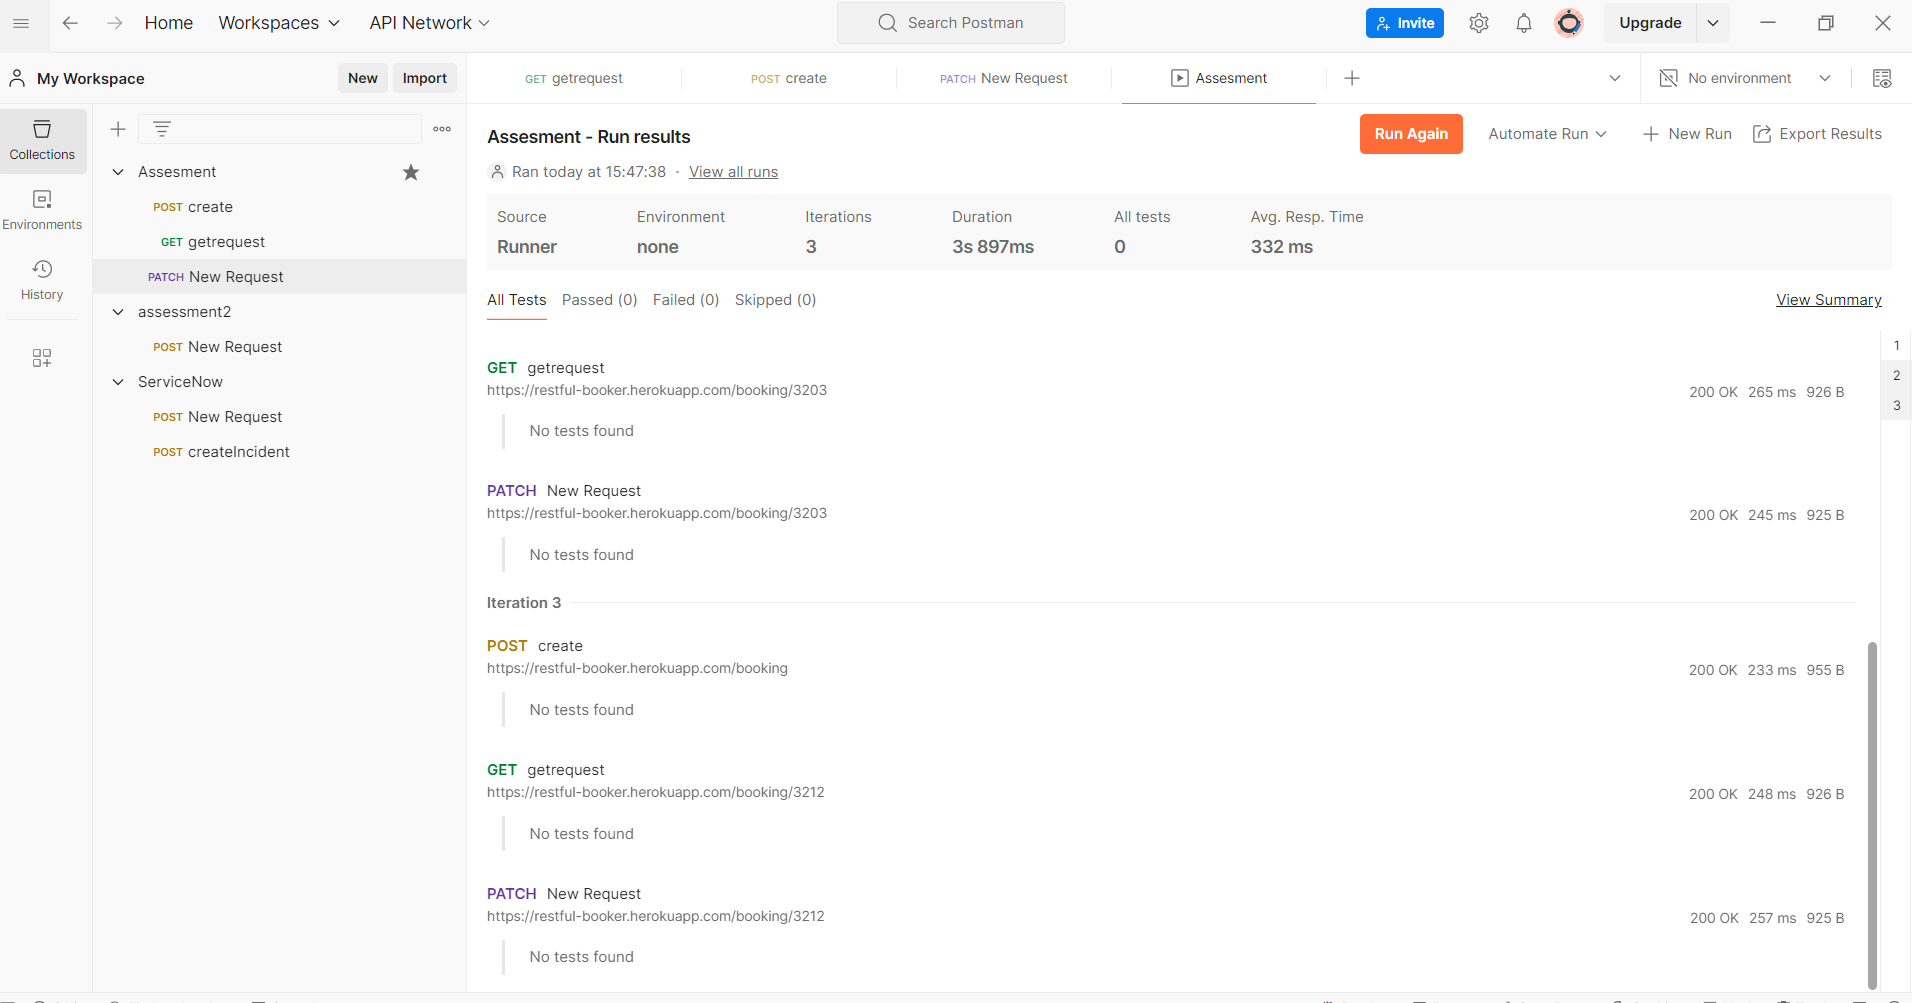 Home Workspaces API Network Search Postman Invite Upgrade
My Workspace New Import
GET getrequest POST create PATCH New Request Assesment No environment
Collections
Environments
History
Assesment
POST create
GET getrequest
PATCH New Request
assessment2
POST New Request
ServiceNow
POST New Request
POST createIncident
Assesment - Run results
Run Again Automate Run New Run Export Results
Ran today at 15:47:38 · View all runs
Source Environment Iterations Duration All tests Avg. Resp. Time
Runner none 3 3s 897ms 0 332 ms
All Tests Passed (0) Failed (0) Skipped (0) View Summary
1
2
3
GET getrequest
https://restful-booker.herokuapp.com/booking/3203
200 OK 265 ms 926 B
No tests found
PATCH New Request
https://restful-booker.herokuapp.com/booking/3203
200 OK 245 ms 925 B
No tests found
Iteration 3
POST create
https://restful-booker.herokuapp.com/booking
200 OK 233 ms 955 B
No tests found
GET getrequest
https://restful-booker.herokuapp.com/booking/3212
200 OK 248 ms 926 B
No tests found
PATCH New Request
https://restful-booker.herokuapp.com/booking/3212
200 OK 257 ms 925 B
No tests found